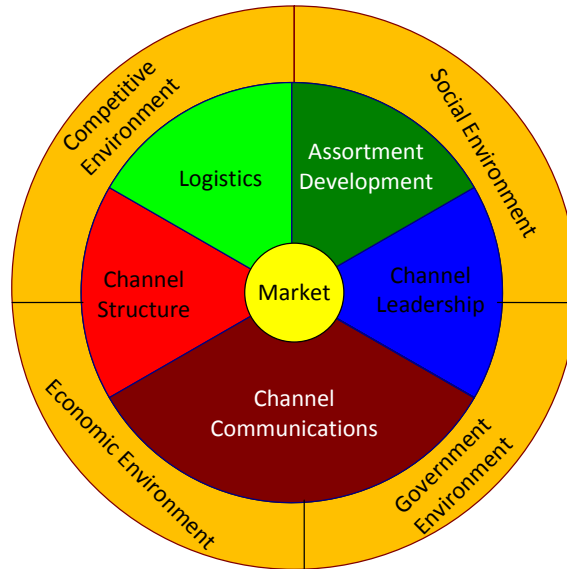 Competitive
Environment
Social Environment
Logistics
Assortment
Development
Channel
Structure
Market
Channel
Leadership
Channel
Communications
Economic Environment
Government
Environment